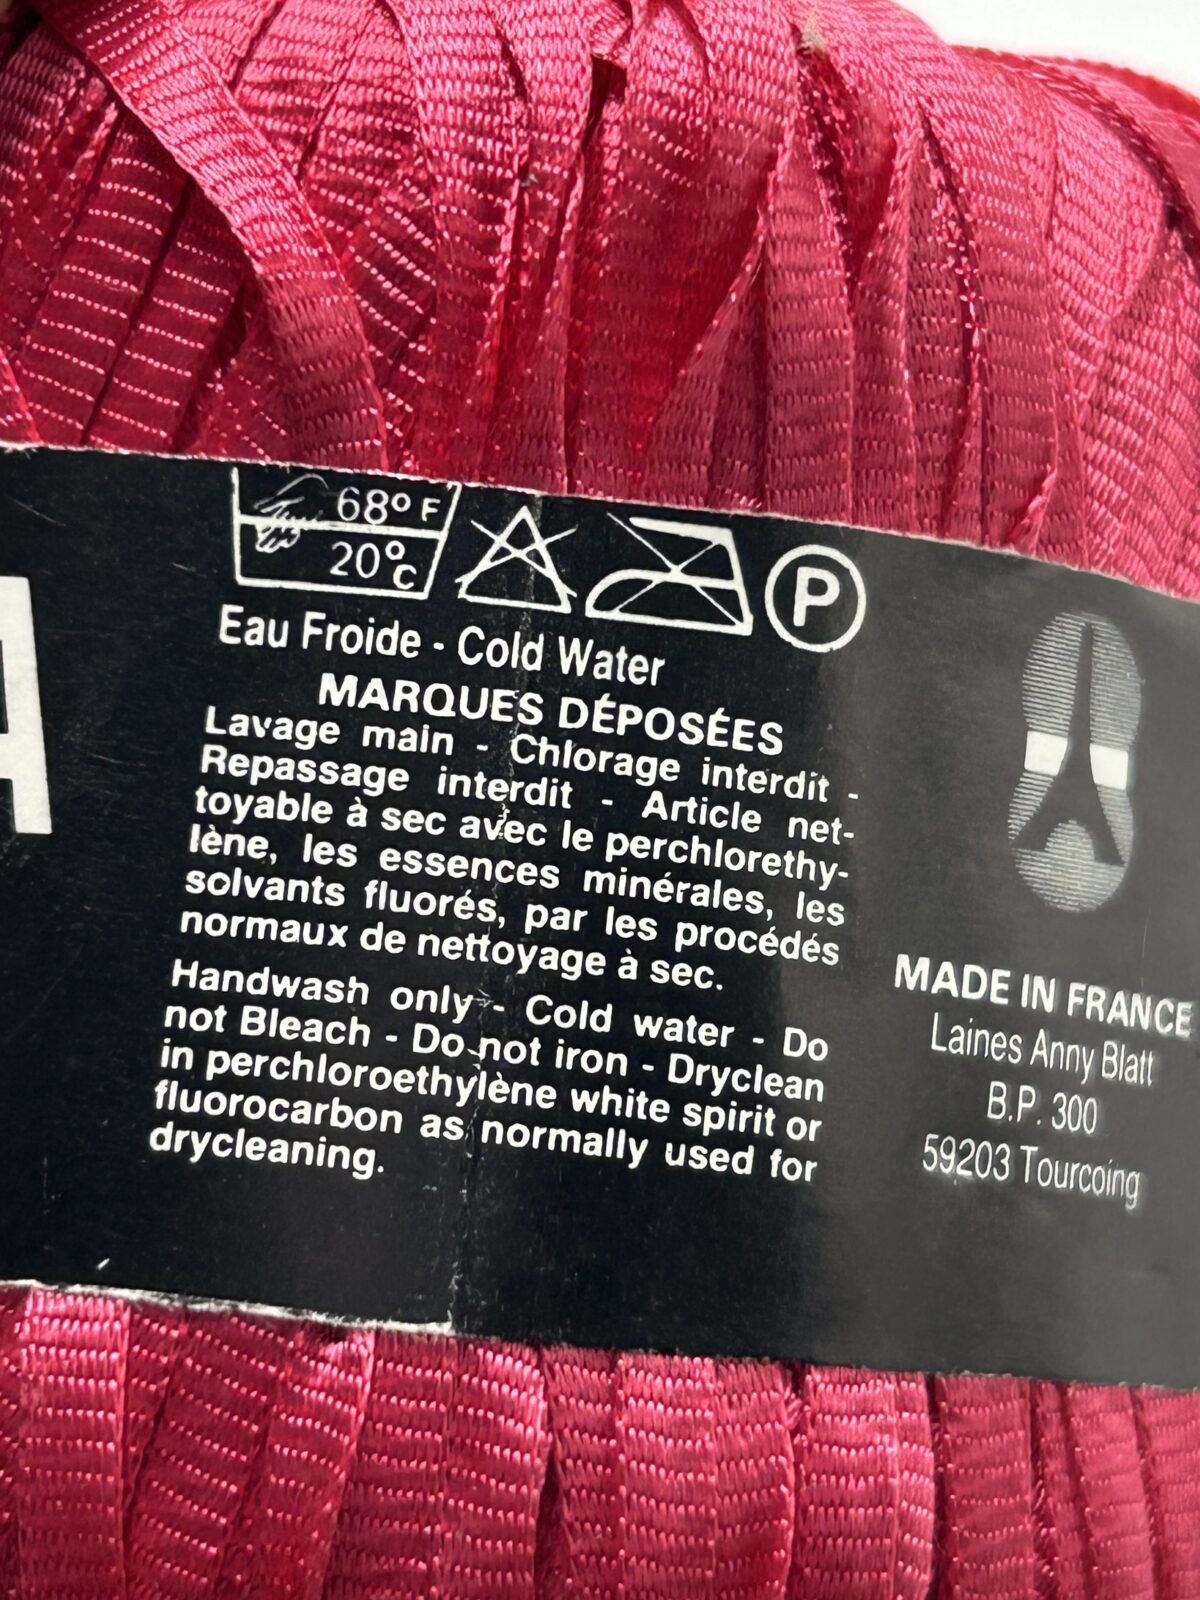 A
68° F
20°C
P
Eau Froide - Cold Water
MARQUES DÉPOSÉES
Lavage main - Chlorage interdit -
Repassage interdit - Article net-
toyable à sec avec le perchlorethy-
lène, les essences minérales, les
solvants fluorés, par les procédés
normaux de nettoyage à sec.
Handwash only - Cold water - Do
not Bleach - Do not iron - Dryclean
in perchloroethylène white spirit or
fluorocarbon as normally used for
drycleaning.
MADE IN FRANCE
Laines Anny Blatt
B.P. 300
59203 Tourcoing